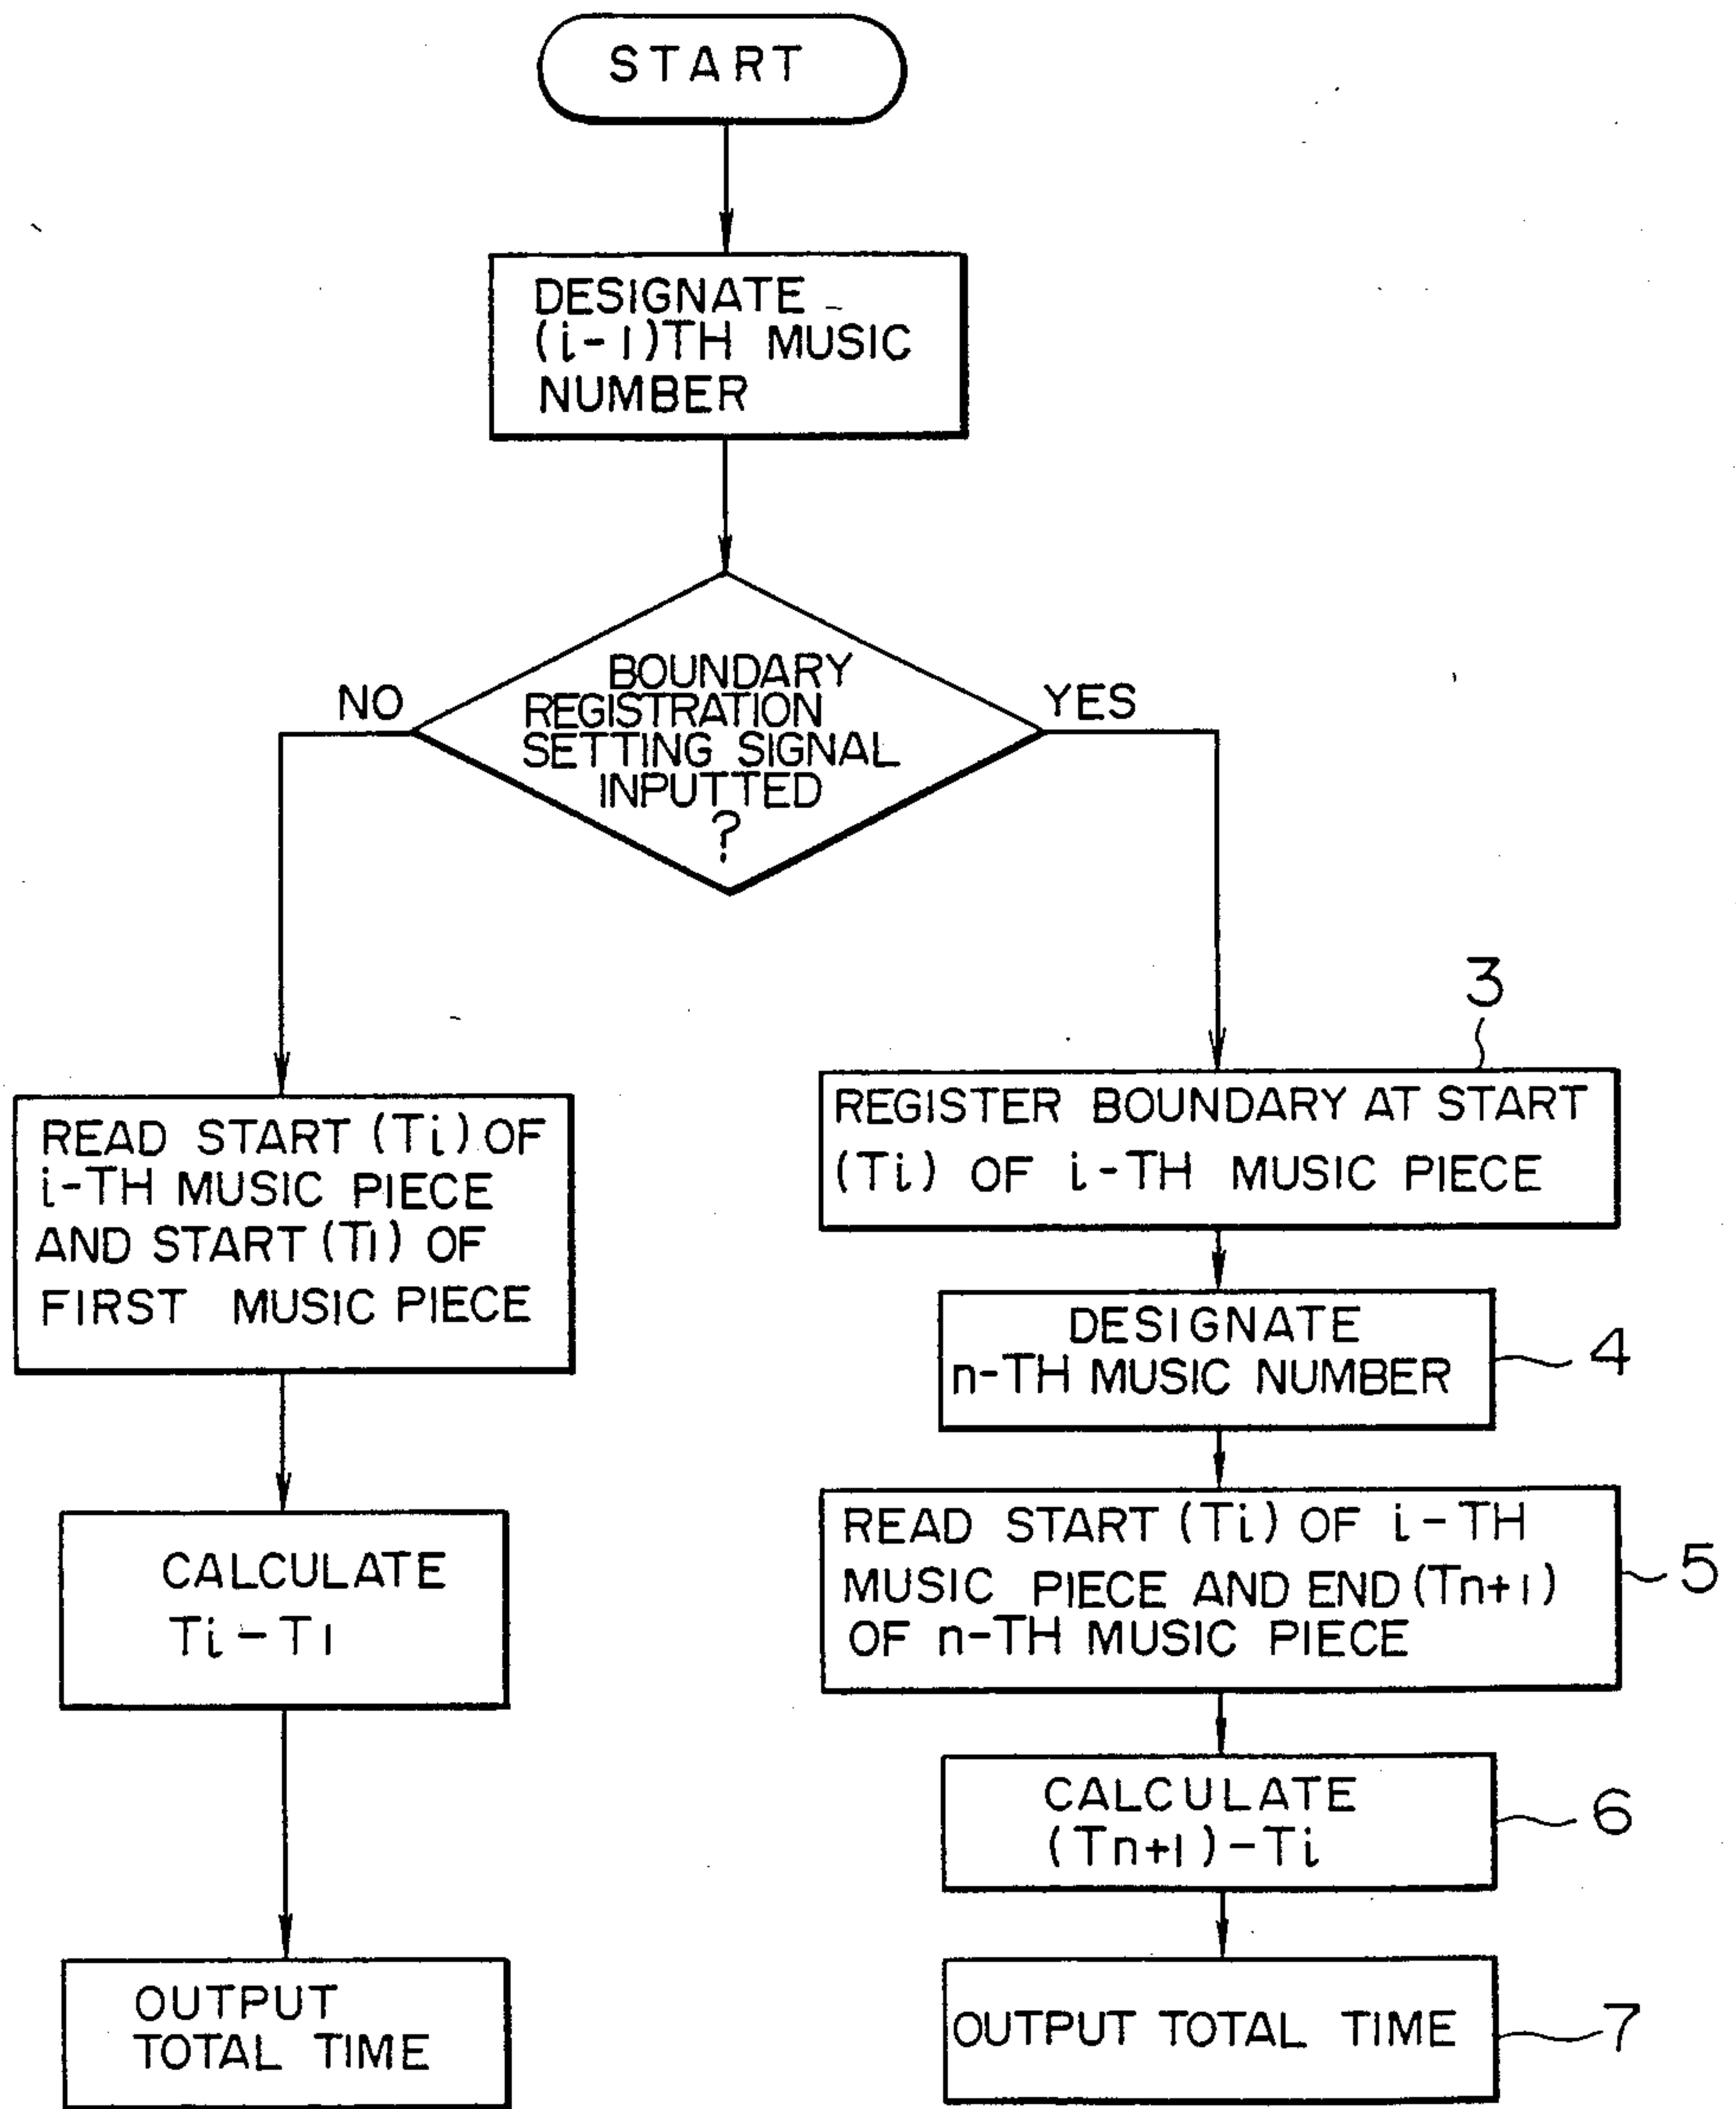 START
DESIGNATE
(i-1)TH MUSIC
NUMBER
BOUNDARY
REGISTRATION
SETTING SIGNAL
INPUTTED
?
NO
YES
READ START (Ti) OF
i-TH MUSIC PIECE
AND START (T1) OF
FIRST MUSIC PIECE
CALCULATE
Ti-T1
OUTPUT
TOTAL TIME
3
REGISTER BOUNDARY AT START
(Ti) OF i-TH MUSIC PIECE
DESIGNATE
n-TH MUSIC NUMBER
4
READ START (Ti) OF i-TH
MUSIC PIECE AND END (Tn+1)
OF n-TH MUSIC PIECE
5
CALCULATE
(Tn+1)-Ti
6
OUTPUT TOTAL TIME
7